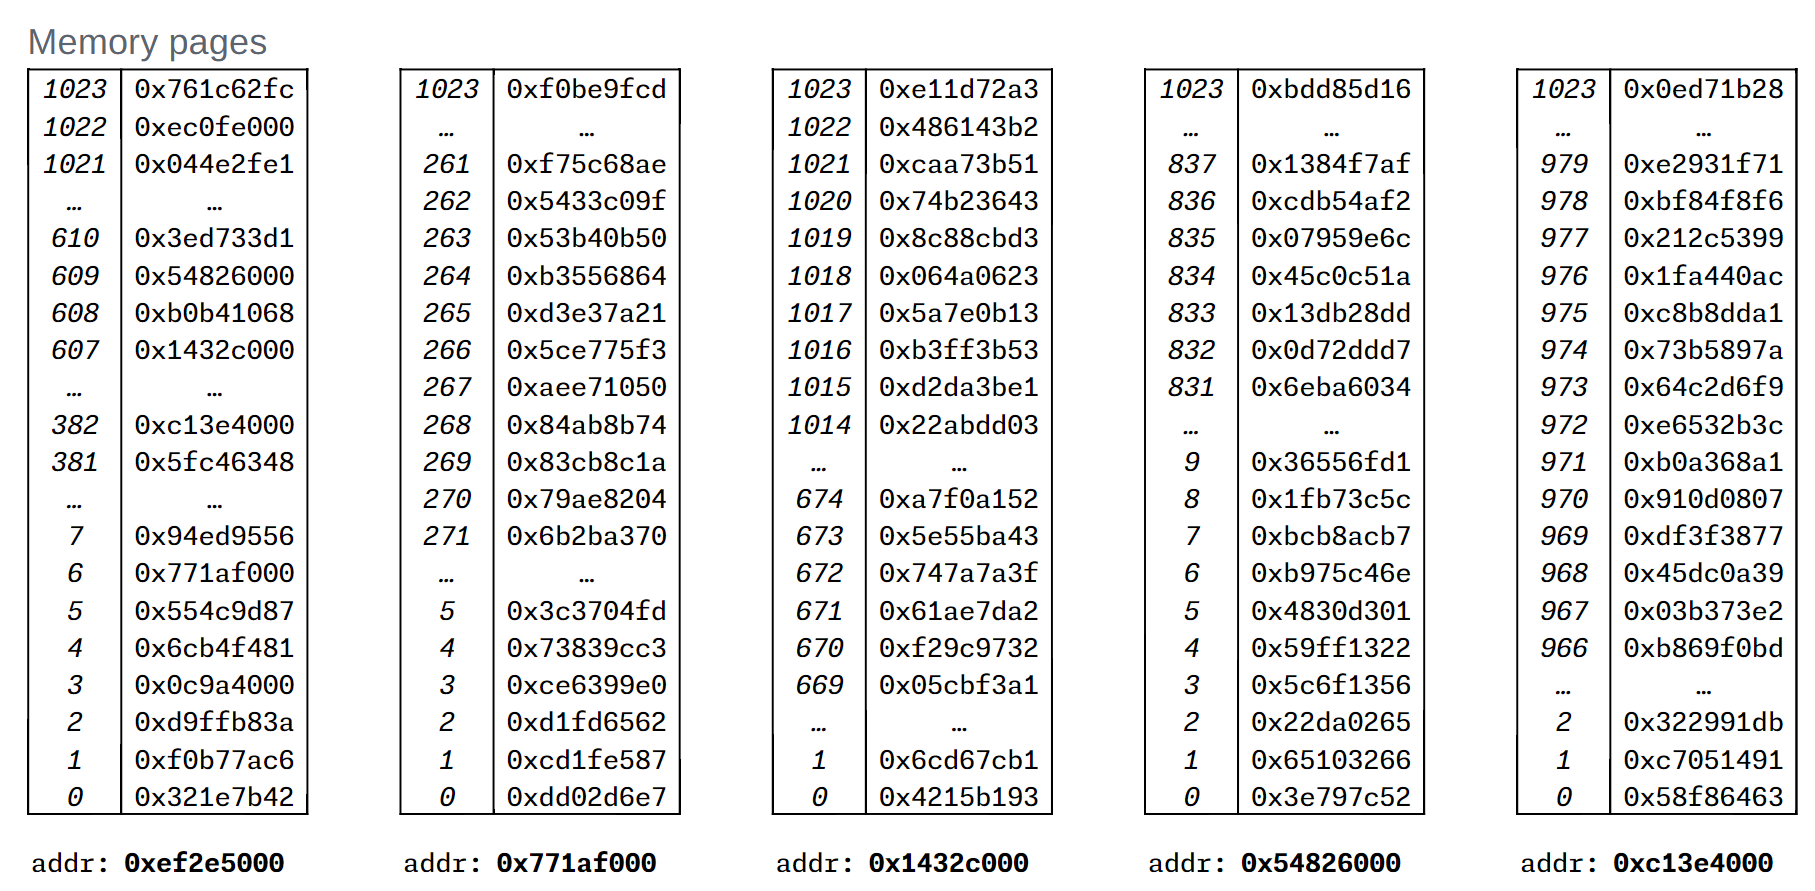 Memory pages
1023 0x761c62fc
1022 0xec0fe000
1021 0x044e2fe1
… …
610 0x3ed733d1
609 0x54826000
608 0xb0b41068
607 0x1432c000
… …
382 0xc13e4000
381 0x5fc46348
… …
7 0x94ed9556
6 0x771af000
5 0x554c9d87
4 0x6cb4f481
3 0x0c9a4000
2 0xd9ffb83a
1 0xf0b77ac6
0 0x321e7b42
addr: 0xef2e5000
1023 0xf0be9fcd
… …
261 0xf75c68ae
262 0x5433c09f
263 0x53b40b50
264 0xb3556864
265 0xd3e37a21
266 0x5ce775f3
267 0xaee71050
268 0x84ab8b74
269 0x83cb8c1a
270 0x79ae8204
271 0x6b2ba370
… …
5 0x3c3704fd
4 0x73839cc3
3 0xce6399e0
2 0xd1fd6562
1 0xcd1fe587
0 0xdd02d6e7
addr: 0x771af000
1023 0xe11d72a3
1022 0x486143b2
1021 0xcaa73b51
1020 0x74b23643
1019 0x8c88cbd3
1018 0x064a0623
1017 0x5a7e0b13
1016 0xb3ff3b53
1015 0xd2da3be1
1014 0x22abdd03
… …
674 0xa7f0a152
673 0x5e55ba43
672 0x747a7a3f
671 0x61ae7da2
670 0xf29c9732
669 0x05cbf3a1
… …
1 0x6cd67cb1
0 0x4215b193
addr: 0x1432c000
1023 0xbdd85d16
… …
837 0x1384f7af
836 0xcdb54af2
835 0x07959e6c
834 0x45c0c51a
833 0x13db28dd
832 0x0d72ddd7
831 0x6eba6034
… …
9 0x36556fd1
8 0x1fb73c5c
7 0xbcb8acb7
6 0xb975c46e
5 0x4830d301
4 0x59ff1322
3 0x5c6f1356
2 0x22da0265
1 0x65103266
0 0x3e797c52
addr: 0x54826000
1023 0x0ed71b28
… …
979 0xe2931f71
978 0xbf84f8f6
977 0x212c5399
976 0x1fa440ac
975 0xc8b8dda1
974 0x73b5897a
973 0x64c2d6f9
972 0xe6532b3c
971 0xb0a368a1
970 0x910d0807
969 0xdf3f3877
968 0x45dc0a39
967 0x03b373e2
966 0xb869f0bd
… …
2 0x322991db
1 0xc7051491
0 0x58f86463
addr: 0xc13e4000